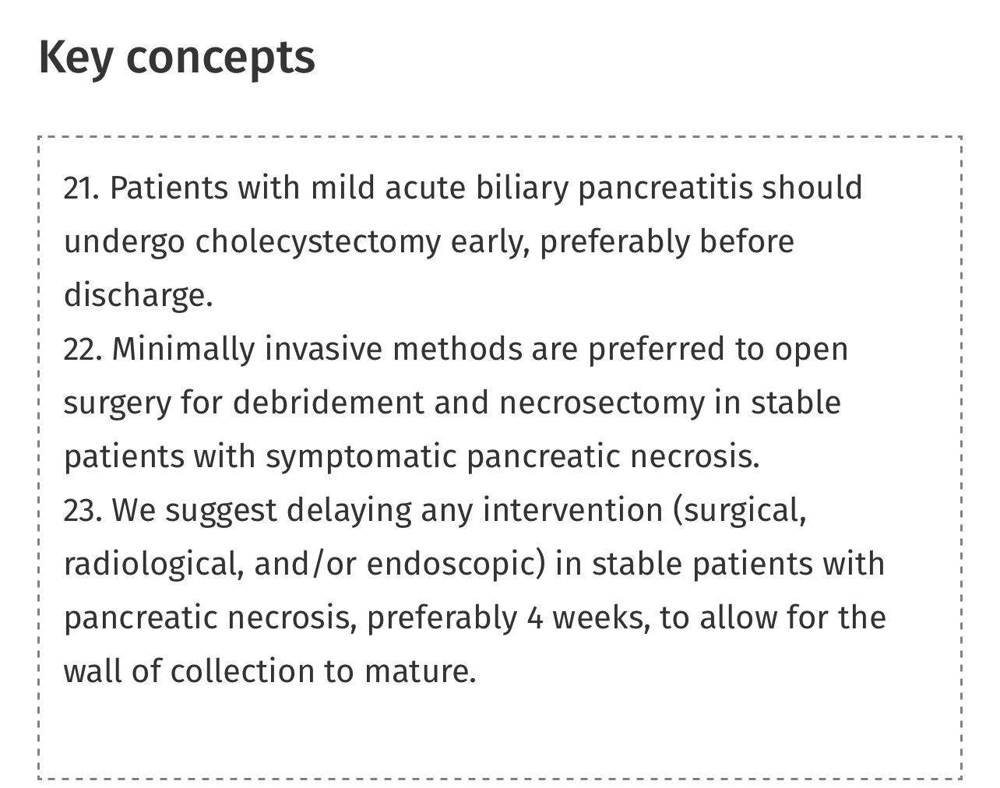 Key concepts
21. Patients with mild acute biliary pancreatitis should
undergo cholecystectomy early, preferably before
discharge.
22. Minimally invasive methods are preferred to open
surgery for debridement and necrosectomy in stable
patients with symptomatic pancreatic necrosis.
23. We suggest delaying any intervention (surgical,
radiological, and/or endoscopic) in stable patients with
pancreatic necrosis, preferably 4 weeks, to allow for the
wall of collection to mature.